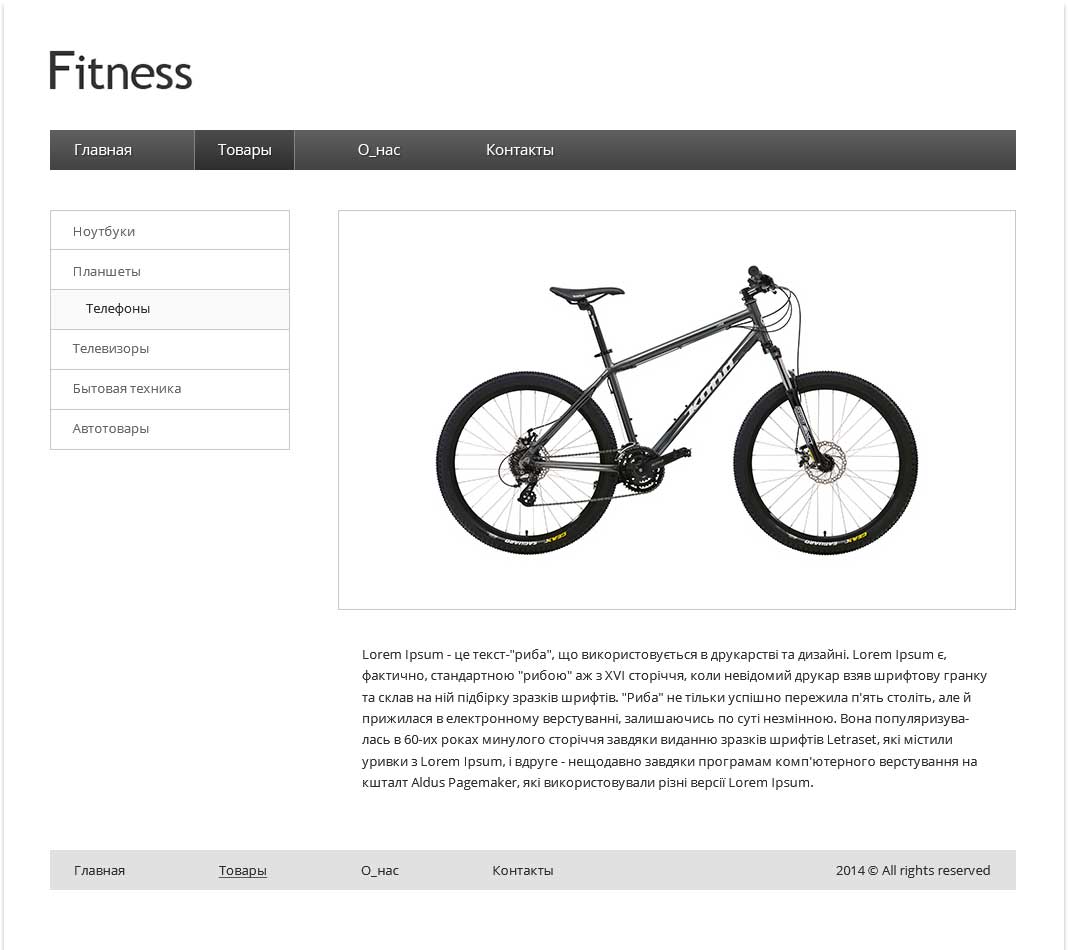 Fitness
Главная Товары О_нас Контакты
Ноутбуки
Планшеты
Телефоны
Телевизоры
Бытовая техника
Автотовары
KONA
Lorem Ipsum - це текст-"риба", що використовується в друкарстві та дизайні. Lorem Ipsum є,
фактично, стандартною "рибою" аж з XVI сторіччя, коли невідомий друкар взяв шрифтову гранку
та склав на ній підбірку зразків шрифтів. "Риба" не тільки успішно пережила п'ять століть, але й
прижилася в електронному верстуванні, залишаючись по суті незмінною. Вона популяризува-
лась в 60-их роках минулого сторіччя завдяки виданню зразків шрифтів Letraset, які містили
уривки з Lorem Ipsum, і вдруге - нещодавно завдяки програмам комп'ютерного верстування на
кшталт Aldus Pagemaker, які використовували різні версії Lorem Ipsum.
Главная Товары О_нас Контакты 2014 © All rights reserved